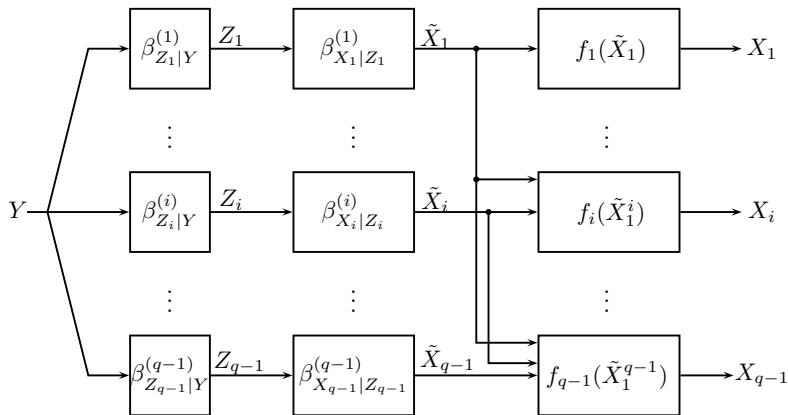 β^{(1)}_{Z_1|Y} Z_1 β^{(1)}_{X_1|Z_1} X̃_1 f_1(X̃_1) X_1
⋮ ⋮ ⋮
Y β^{(i)}_{Z_i|Y} Z_i β^{(i)}_{X_i|Z_i} X̃_i f_i(X̃_1^i) X_i
⋮ ⋮ ⋮
β^{(q−1)}_{Z_{q−1}|Y} Z_{q−1} β^{(q−1)}_{X_{q−1}|Z_{q−1}} X̃_{q−1} f_{q−1}(X̃_1^{q−1}) X_{q−1}